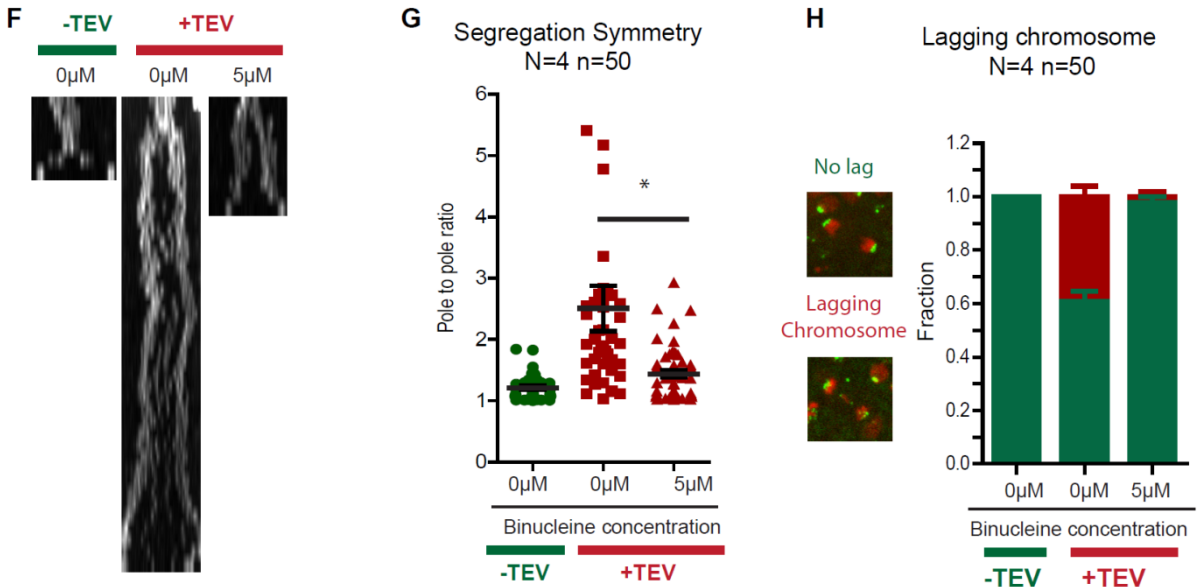 F
-TEV
+TEV
0µM
0µM
5µM
G
Segregation Symmetry
N=4 n=50
Pole to pole ratio
6
5
4
3
2
1
0
*
0µM
0µM
5µM
Binucleine concentration
-TEV
+TEV
H
Lagging chromosome
N=4 n=50
No lag
Lagging
Chromosome
Fraction
1.2
1.0
0.8
0.6
0.4
0.2
0.0
0µM
0µM
5µM
Binucleine concentration
-TEV
+TEV